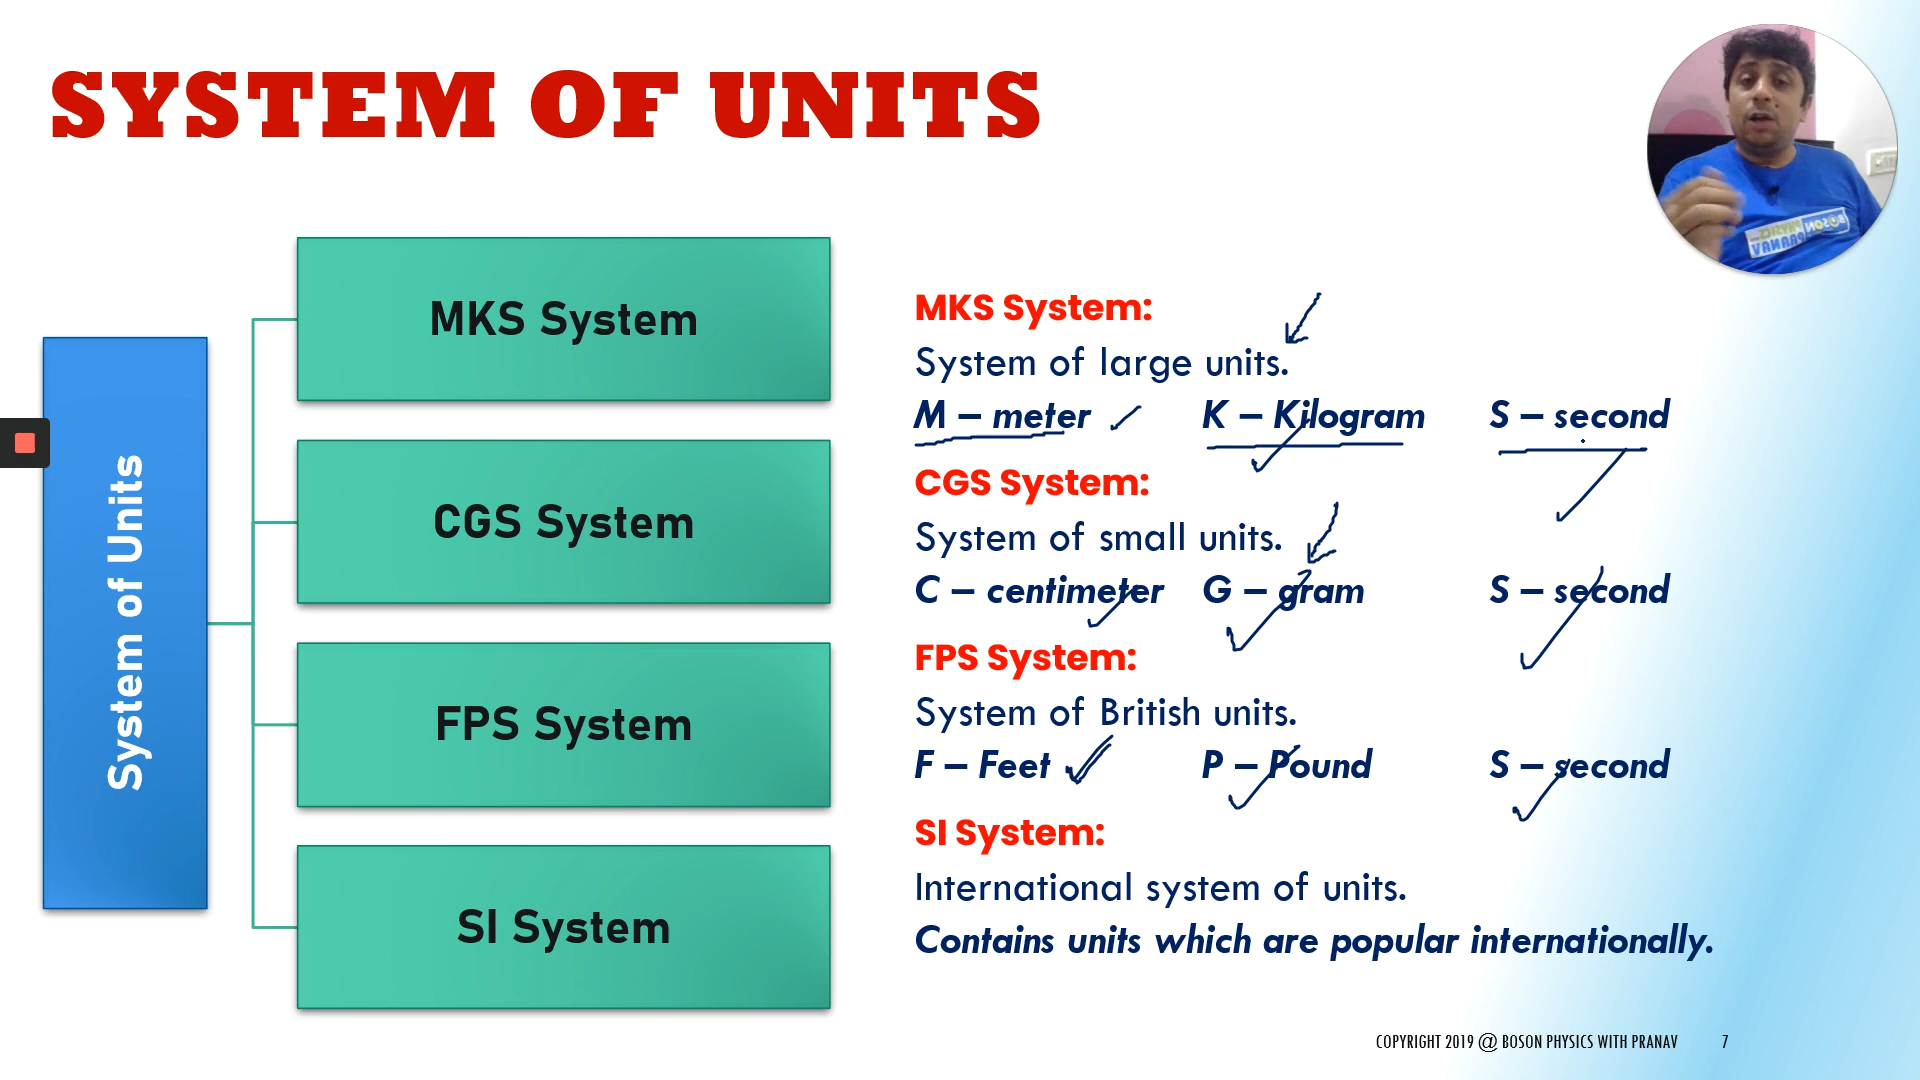 SYSTEM OF UNITS
System of Units
MKS System
CGS System
FPS System
SI System
MKS System:
System of large units.
M – meter K – Kilogram S – second
CGS System:
System of small units.
C – centimeter G – gram S – second
FPS System:
System of British units.
F – Feet P – Pound S – second
SI System:
International system of units.
Contains units which are popular internationally.
BOSON
PHYSICS
PRANAV
COPYRIGHT 2019 @ BOSON PHYSICS WITH PRANAV 7